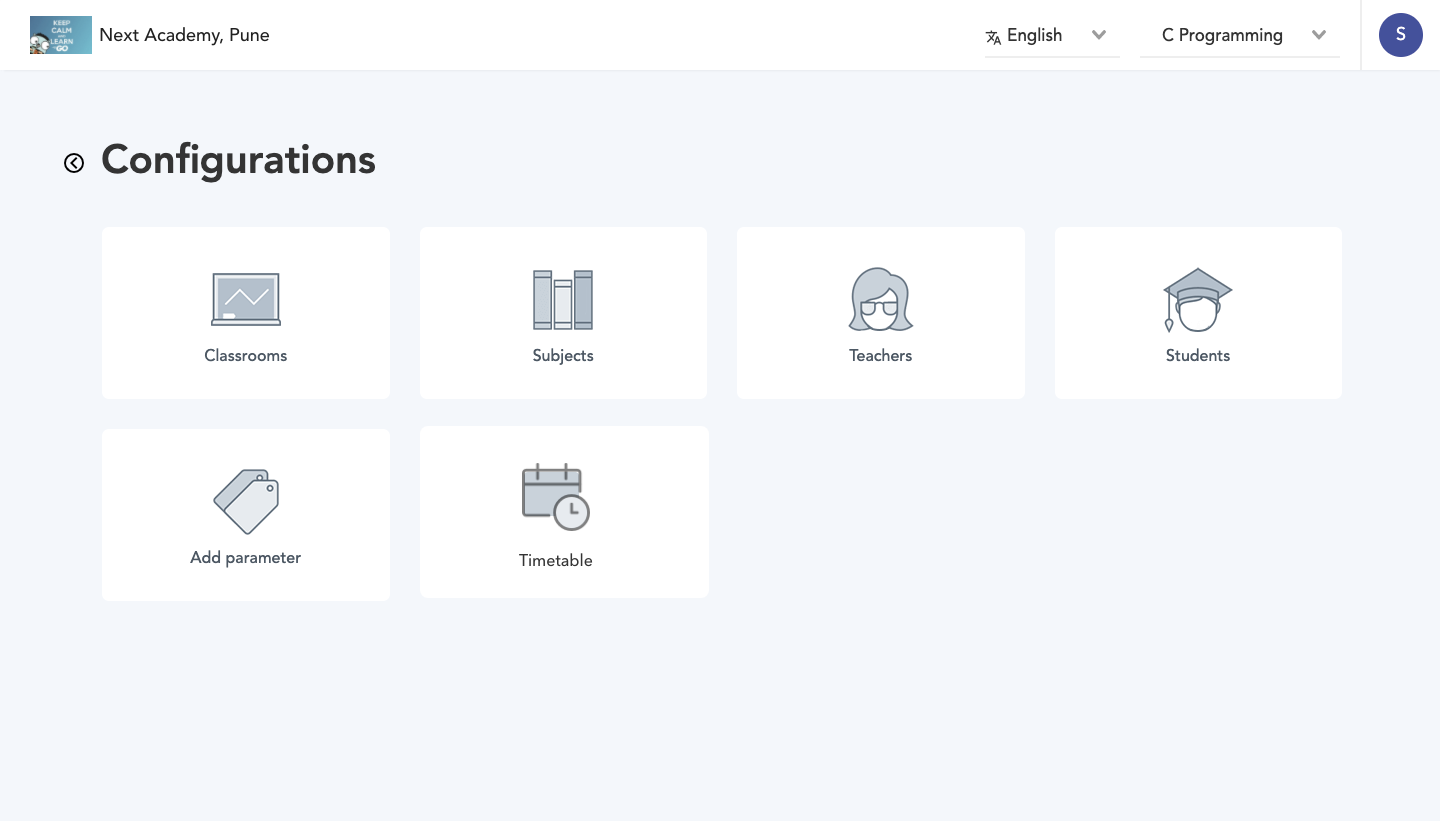 KEEP
CALM
AND
LEARN
GO
Next Academy, Pune
English
C Programming
S
Configurations
Classrooms
Subjects
Teachers
Students
Add parameter
Timetable